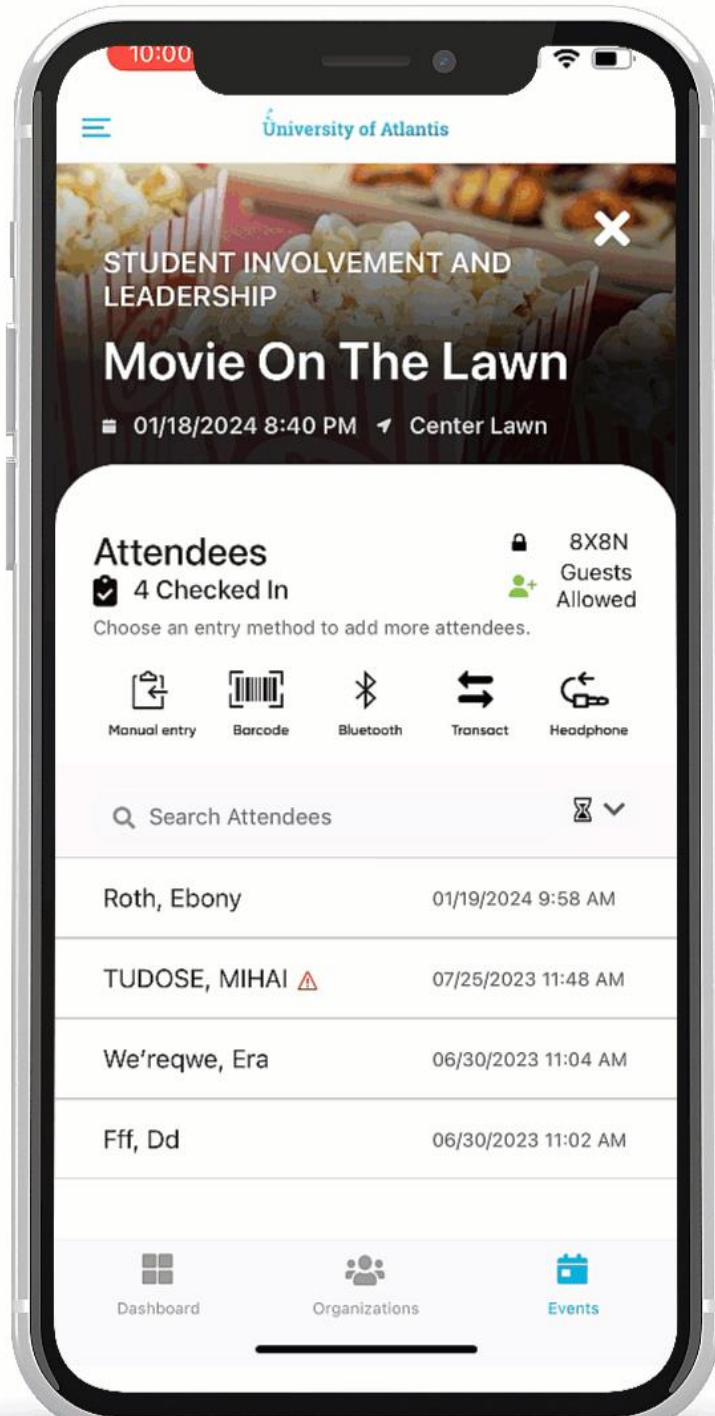 10:00
University of Atlantis
STUDENT INVOLVEMENT AND
LEADERSHIP
Movie On The Lawn
01/18/2024 8:40 PM Center Lawn
Attendees
8X8N
4 Checked In
Guests
Allowed
Choose an entry method to add more attendees.
Manual entry Barcode Bluetooth Transact Headphone
Search Attendees
Roth, Ebony 01/19/2024 9:58 AM
TUDOSE, MIHAI 07/25/2023 11:48 AM
We'reqwe, Era 06/30/2023 11:04 AM
Fff, Dd 06/30/2023 11:02 AM
Dashboard Organizations Events